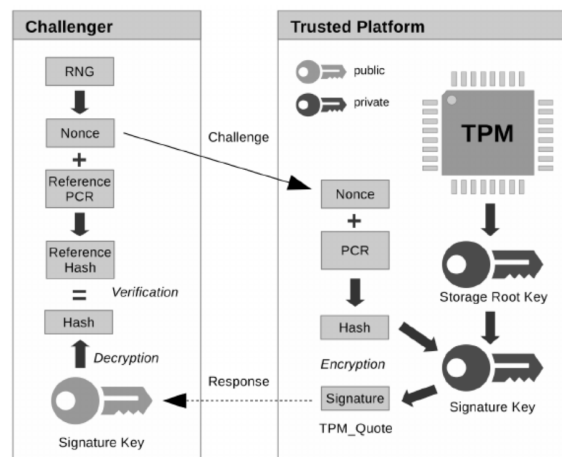 Challenger
RNG
Nonce
+
Reference
PCR
Reference
Hash
=
Verification
Hash
Decryption
Signature Key
Challenge
Response
Trusted Platform
public
private
TPM
Nonce
+
PCR
Hash
Encryption
Signature
TPM_Quote
Storage Root Key
Signature Key